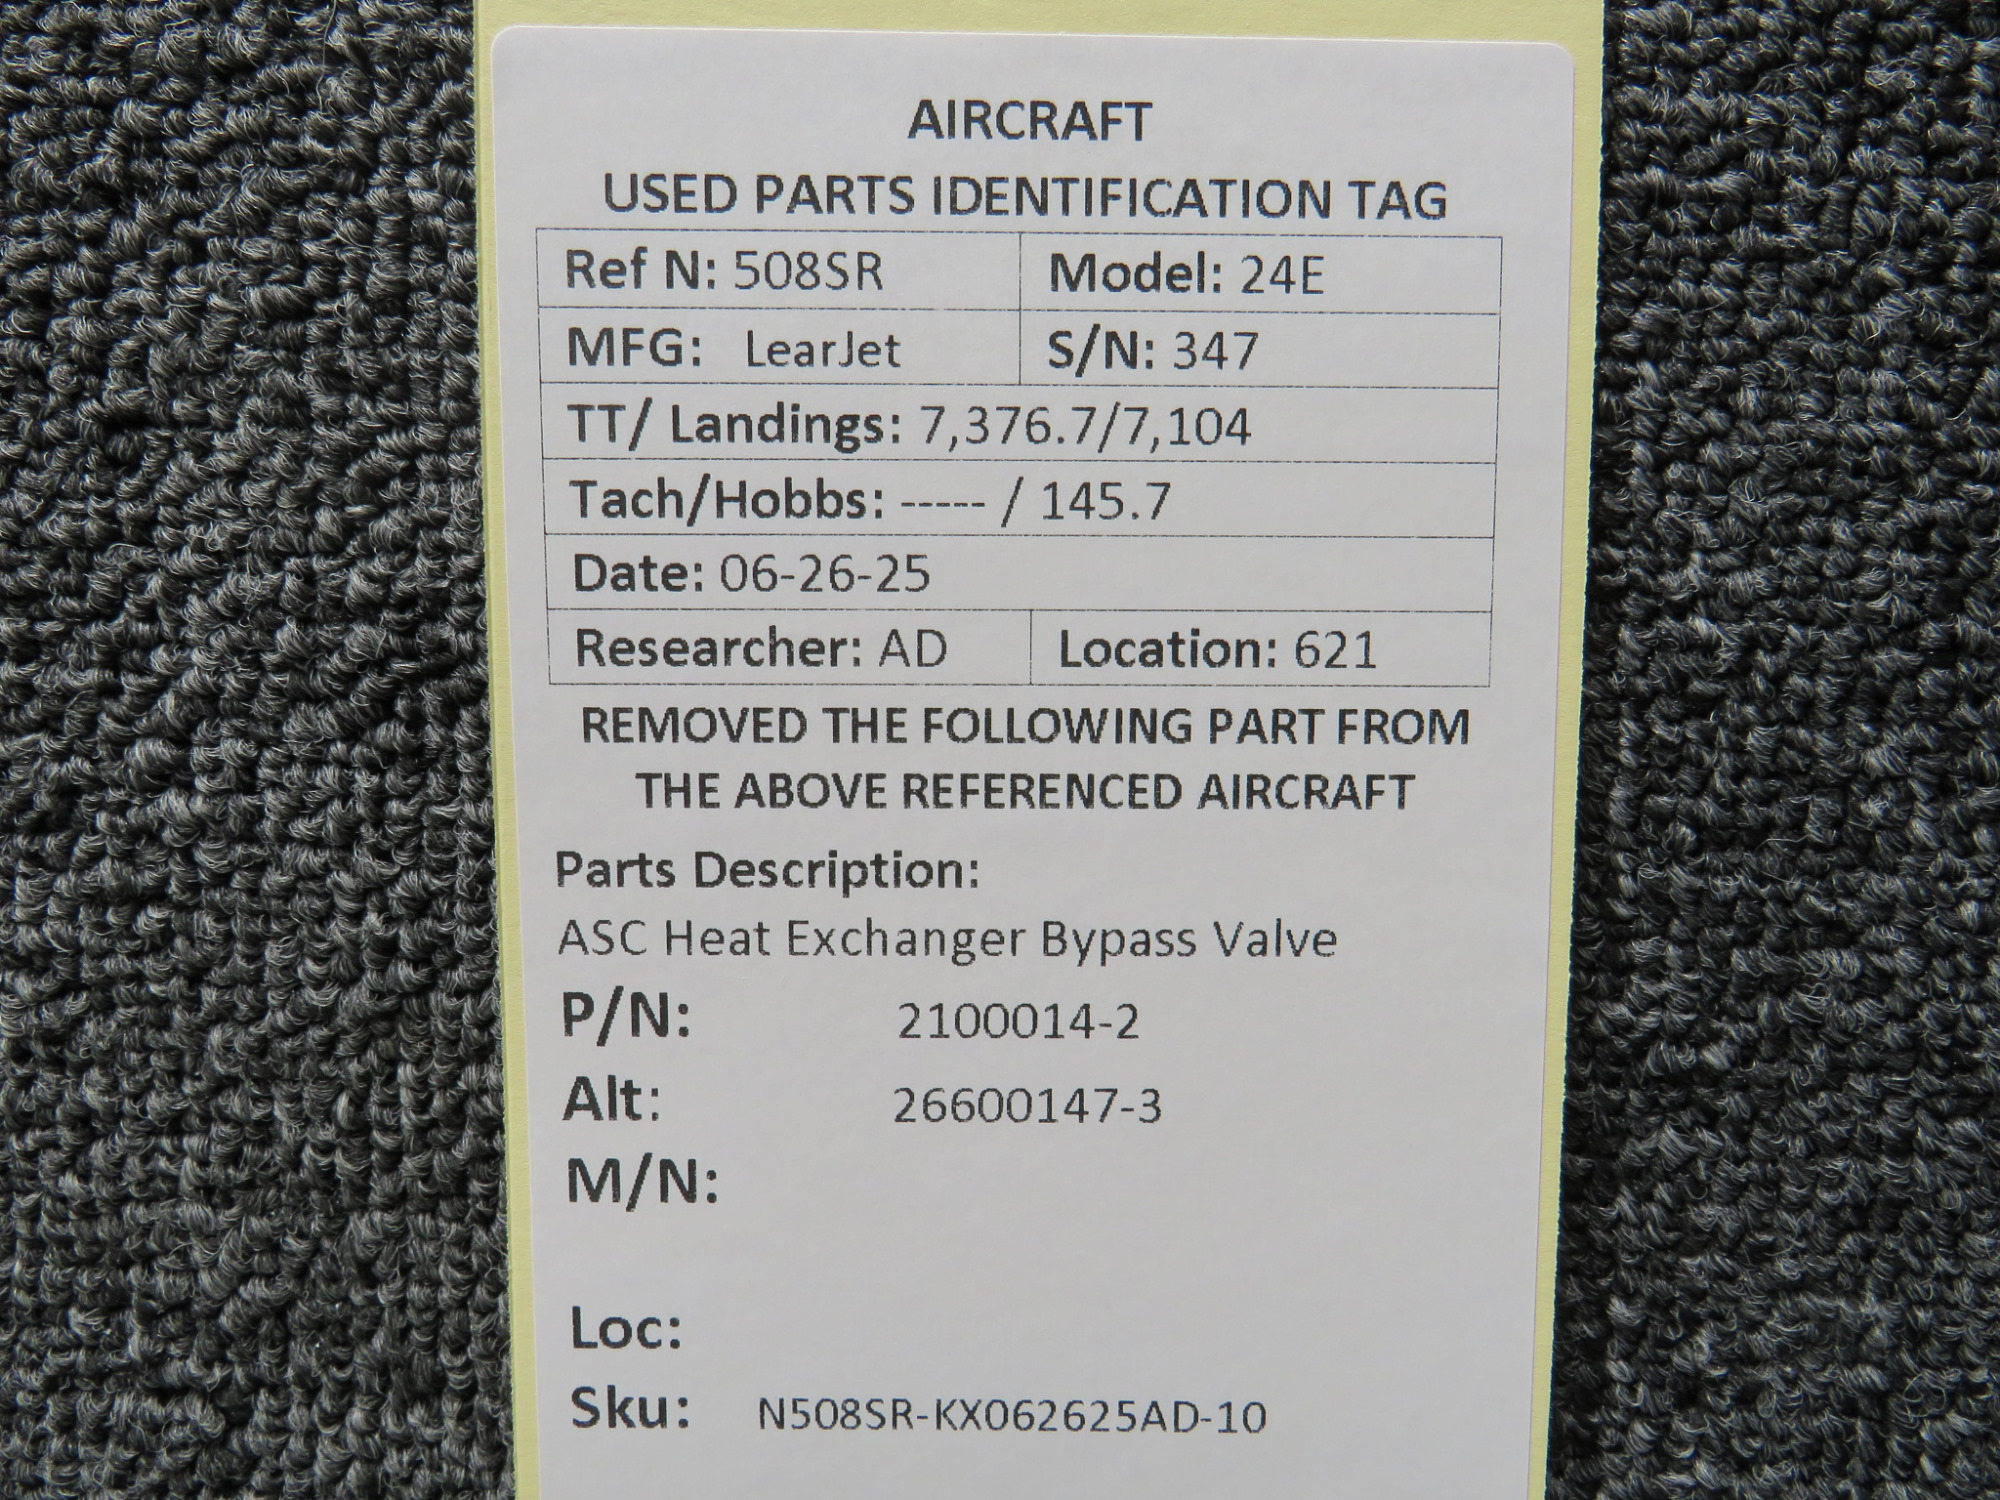 AIRCRAFT
USED PARTS IDENTIFICATION TAG
Ref N: 508SR Model: 24E
MFG: LearJet S/N: 347
TT/ Landings: 7,376.7/7,104
Tach/Hobbs: ----- / 145.7
Date: 06-26-25
Researcher: AD Location: 621
REMOVED THE FOLLOWING PART FROM
THE ABOVE REFERENCED AIRCRAFT
Parts Description:
ASC Heat Exchanger Bypass Valve
P/N: 2100014-2
Alt: 26600147-3
M/N:
Loc:
Sku: N508SR-KX062625AD-10